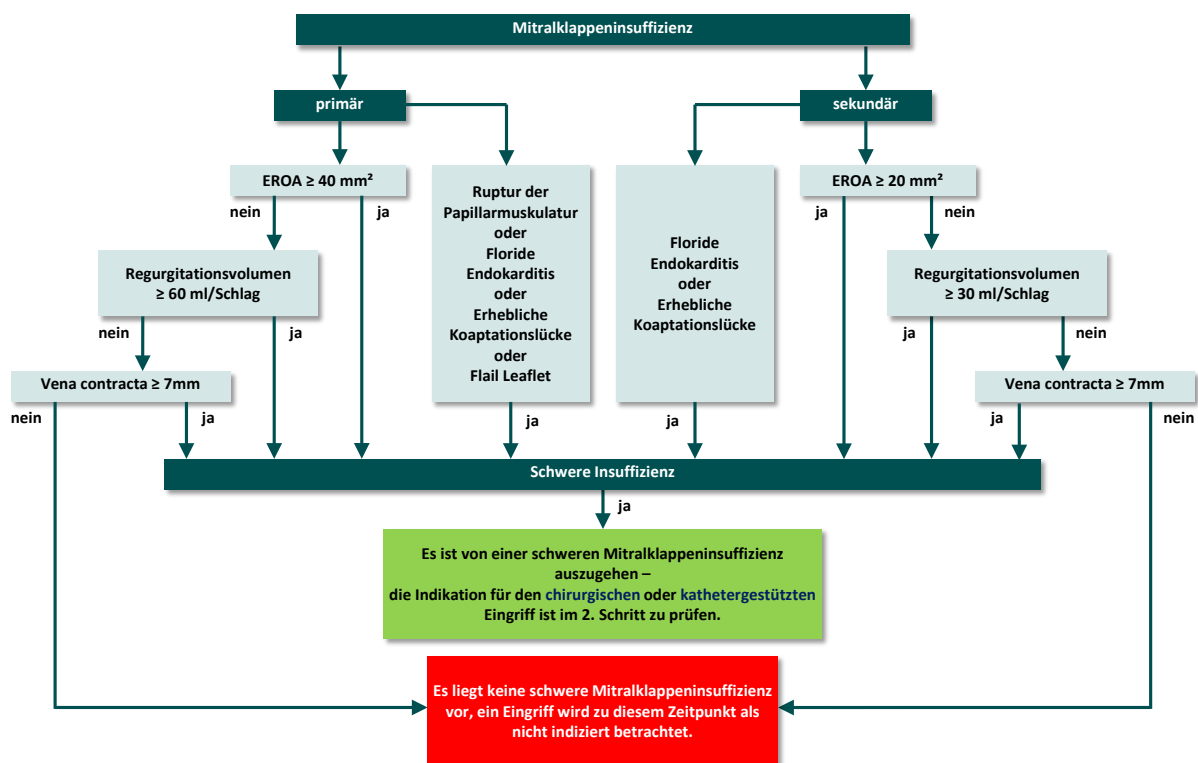 Mitralklappeninsuffizienz
primär
sekundär
EROA ≥ 40 mm²
nein
ja
Ruptur der
Papillarmuskulatur
oder
Floride
Endokarditis
oder
Erhebliche
Koaptationslücke
oder
Flail Leaflet
ja
Floride
Endokarditis
oder
Erhebliche
Koaptationslücke
ja
EROA ≥ 20 mm²
ja
nein
Regurgitationsvolumen
≥ 60 ml/Schlag
nein
ja
Regurgitationsvolumen
≥ 30 ml/Schlag
ja
nein
Vena contracta ≥ 7mm
nein
ja
Vena contracta ≥ 7mm
ja
nein
Schwere Insuffizienz
ja
Es ist von einer schweren Mitralklappeninsuffizienz
auszugehen –
die Indikation für den chirurgischen oder kathetergestützten
Eingriff ist im 2. Schritt zu prüfen.
Es liegt keine schwere Mitralklappeninsuffizienz
vor, ein Eingriff wird zu diesem Zeitpunkt als
nicht indiziert betrachtet.